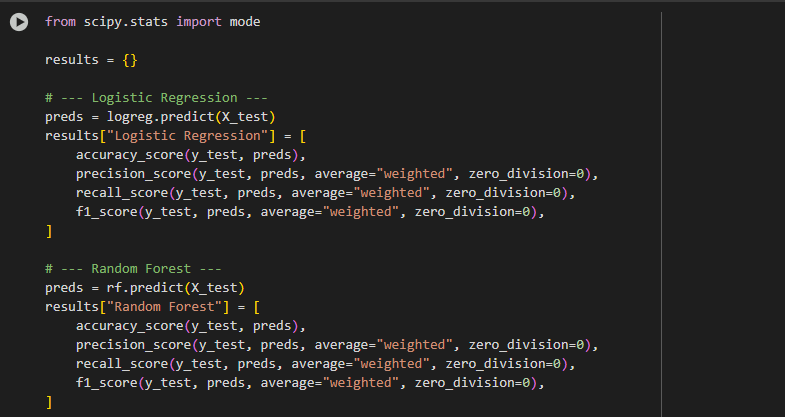 from scipy.stats import mode
results = {}
# --- Logistic Regression ---
preds = logreg.predict(X_test)
results["Logistic Regression"] = [
    accuracy_score(y_test, preds),
    precision_score(y_test, preds, average="weighted", zero_division=0),
    recall_score(y_test, preds, average="weighted", zero_division=0),
    f1_score(y_test, preds, average="weighted", zero_division=0),
]
# --- Random Forest ---
preds = rf.predict(X_test)
results["Random Forest"] = [
    accuracy_score(y_test, preds),
    precision_score(y_test, preds, average="weighted", zero_division=0),
    recall_score(y_test, preds, average="weighted", zero_division=0),
    f1_score(y_test, preds, average="weighted", zero_division=0),
]